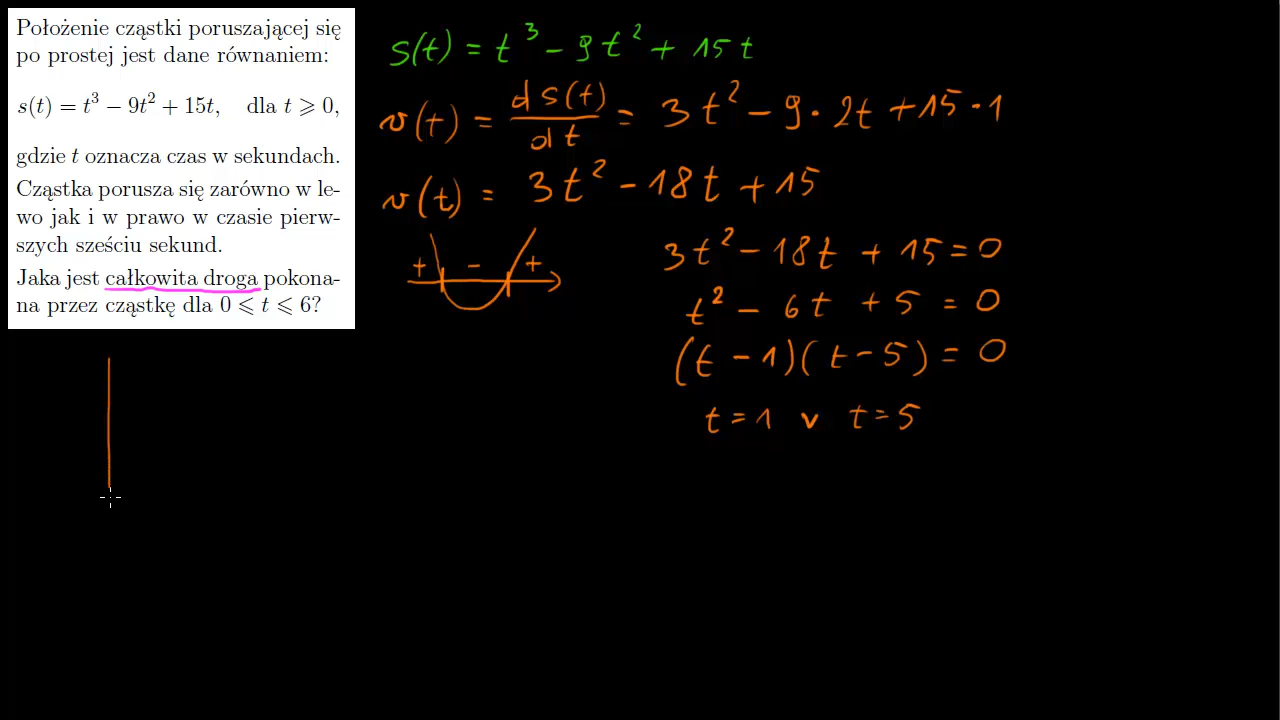 Położenie cząstki poruszającej się
po prostej jest dane równaniem:
s(t) = t³ − 9t² + 15t, dla t ⩾ 0,
gdzie t oznacza czas w sekundach.
Cząstka porusza się zarówno w le-
wo jak i w prawo w czasie pierw-
szych sześciu sekund.
Jaka jest całkowita droga pokona-
na przez cząstkę dla 0 ⩽ t ⩽ 6?
s(t) = t³ − 9t² + 15t
v(t) = ds(t)/dt = 3t² − 9·2t + 15·1
v(t) = 3t² − 18t + 15
+ − +
3t² − 18t + 15 = 0
t² − 6t + 5 = 0
(t − 1)(t − 5) = 0
t = 1 v t = 5